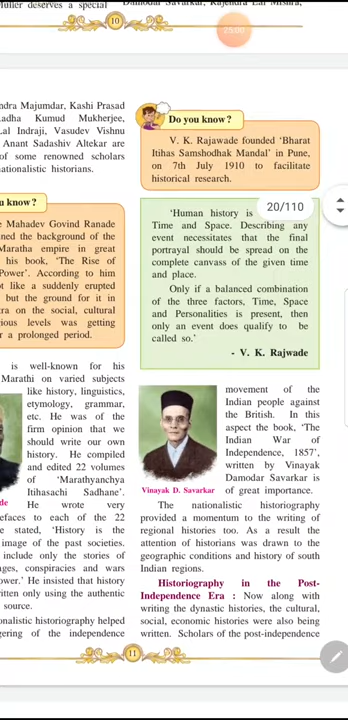 Muller deserves a special
Damodar Savarkar, Rajendra Lal Mishra,
10
25:00
ndra Majumdar, Kashi Prasad
adha Kumud Mukherjee,
Lal Indraji, Vasudev Vishnu
Anant Sadashiv Altekar are
of some renowned scholars
ationalistic historians.
u know?
e Mahadev Govind Ranade
ned the background of the
Maratha empire in great
his book, 'The Rise of
Power'. According to him
ot like a suddenly erupted
but the ground for it in
tra on the social, cultural
ious levels was getting
r a prolonged period.
is well-known for his
Marathi on varied subjects
like history, linguistics,
etymology, grammar,
etc. He was of the
firm opinion that we
should write our own
history. He compiled
and edited 22 volumes
of 'Marathyanchya
Itihasachi Sadhane'.
de He wrote very
efaces to each of the 22
e stated, 'History is the
image of the past societies.
include only the stories of
ages, conspiracies and wars
ower.' He insisted that history
itten only using the authentic
source.
onalistic historiography helped
gering of the independence
Do you know?
V. K. Rajawade founded 'Bharat
Itihas Samshodhak Mandal' in Pune,
on 7th July 1910 to facilitate
historical research.
20/110
'Human history is
Time and Space. Describing any
event necessitates that the final
portrayal should be spread on the
complete canvass of the given time
and place.
Only if a balanced combination
of the three factors, Time, Space
and Personalities is present, then
only an event does qualify to be
called so.'
- V. K. Rajwade
Vinayak D. Savarkar
movement of the
Indian people against
the British. In this
aspect the book, 'The
Indian War of
Independence, 1857',
written by Vinayak
Damodar Savarkar is
of great importance.
The nationalistic historiography
provided a momentum to the writing of
regional histories too. As a result the
attention of historians was drawn to the
geographic conditions and history of south
Indian regions.
Historiography in the Post-
Independence Era : Now along with
writing the dynastic histories, the cultural,
social, economic histories were also being
written. Scholars of the post-independence
11